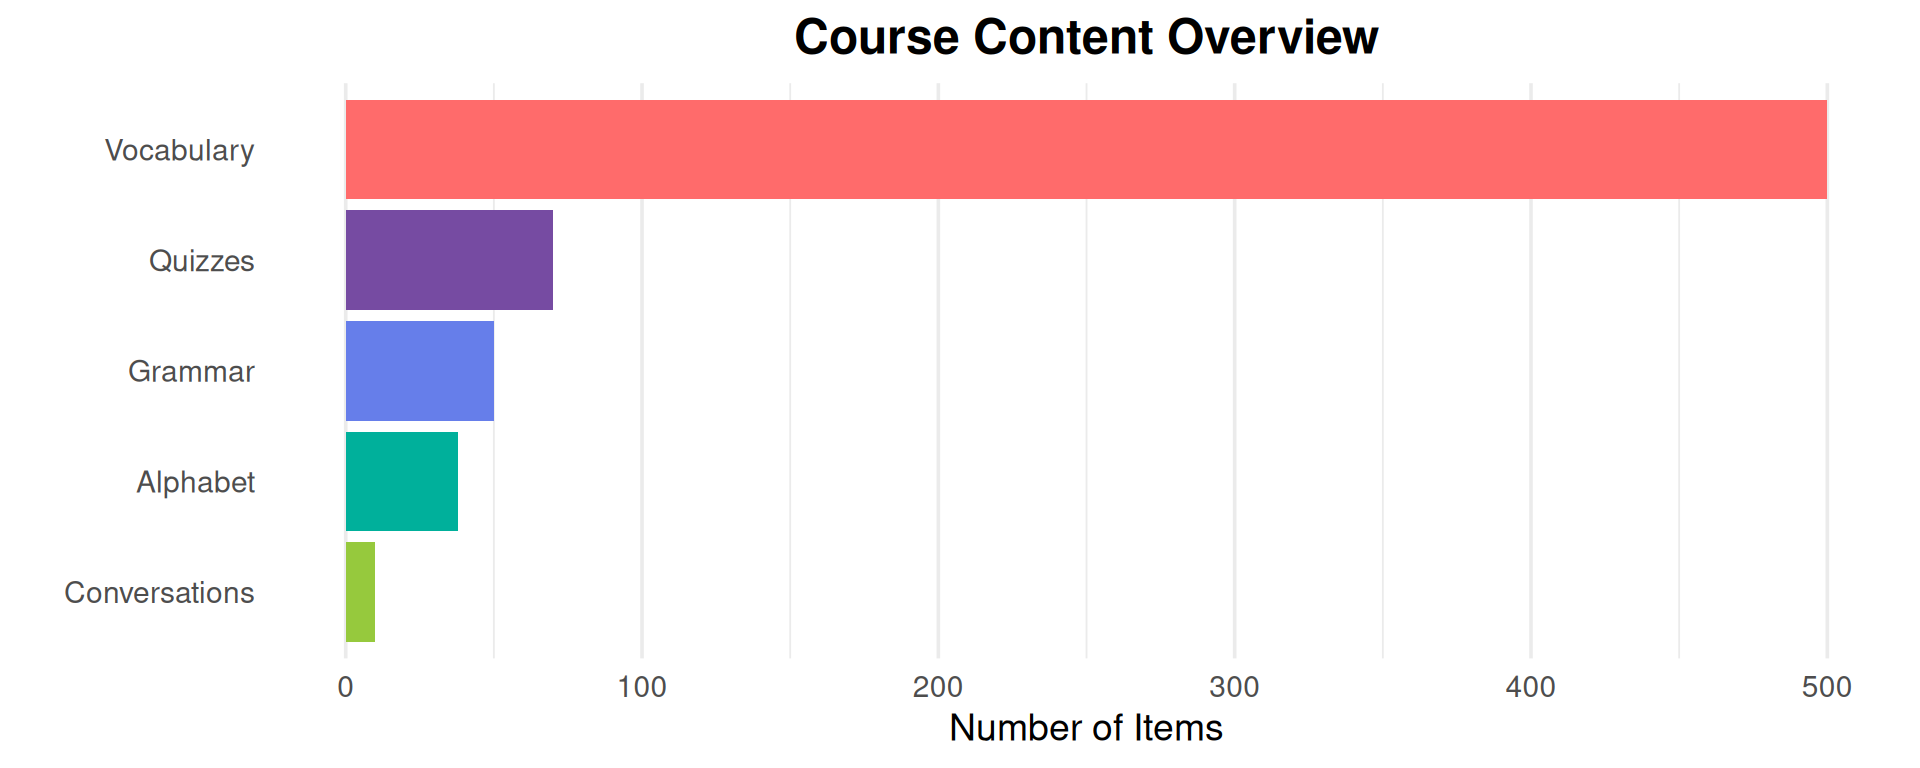 Course Content Overview
Vocabulary
Quizzes
Grammar
Alphabet
Conversations
0 100 200 300 400 500
Number of Items